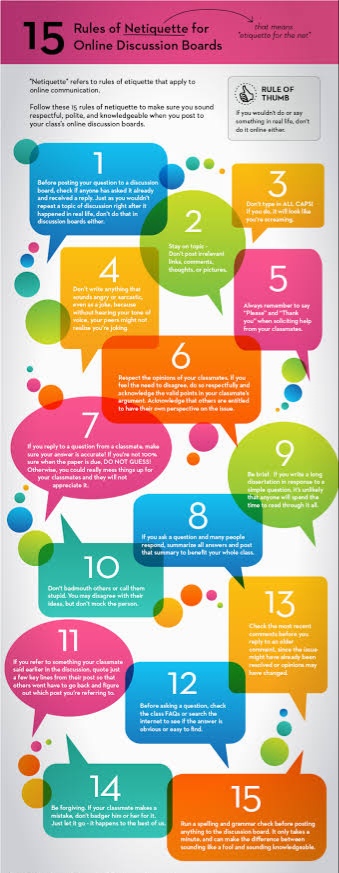 15 Rules of Netiquette for
Online Discussion Boards
that means
"etiquette for the net"
"Netiquette" refers to rules of etiquette that apply to
online communication.
Follow these 15 rules of netiquette to make sure you sound
respectful, polite, and knowledgeable when you post to
your class's online discussion boards.
RULE OF
THUMB
If you wouldn't do or say
something in real life, don't
do it online either.
1
Before posting your question to a discussion
board, check if anyone has asked it already
and received a reply. Just as you wouldn't
repeat a topic of discussion right after it
happened in real life, don't do that in
discussion boards either.
2
Stay on topic -
Don't post irrelevant
links, comments,
thoughts, or pictures.
3
Don't type in ALL CAPS!
If you do, it will look like
you're screaming.
4
Don't write anything that
sounds angry or sarcastic,
even as a joke, because
without hearing your tone of
voice, your peers might not
realize you're joking.
5
Always remember to say
"Please" and "Thank
you" when soliciting help
from your classmates.
6
Respect the opinions of your classmates. If you
feel the need to disagree, do so respectfully and
acknowledge the valid points in your classmate's
argument. Acknowledge that others are entitled
to have their own perspective on the issue.
7
If you reply to a question from a classmate, make
sure your answer is accurate! If you're not 100%
sure when the paper is due, DO NOT GUESS!
Otherwise, you could really mess things up for
your classmates and they will not
appreciate it.
8
If you ask a question and many people
respond, summarize all answers and post
that summary to benefit your whole class.
9
Be brief. If you write a long
dissertation in response to a
simple question, it's unlikely
that anyone will spend the
time to read through it all.
10
Don't badmouth others or call them
stupid. You may disagree with their
ideas, but don't mock the person.
11
If you refer to something your classmate
said earlier in the discussion, quote just
a few key lines from their post so that
others wont have to go back and figure
out which post you're referring to.
12
Before asking a question, check
the class FAQs or search the
internet to see if the answer is
obvious or easy to find.
13
Check the most recent
comments before you
reply to an older
comment, since the issue
might have already been
resolved or opinions may
have changed.
14
Be forgiving. If your classmate makes a
mistake, don't badger him or her for it.
Just let it go - it happens to the best of us.
15
Run a spelling and grammar check before posting
anything to the discussion board. It only takes a
minute, and can make the difference between
sounding like a fool and sounding knowledgeable.